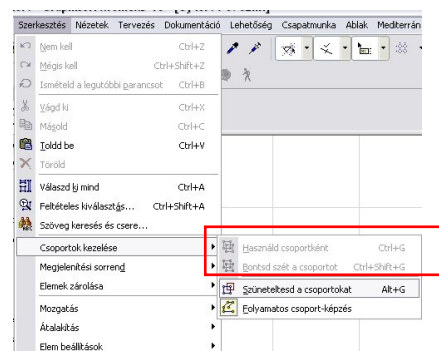 Szerkesztés Nézetek Tervezés Dokumentáció Lehetőség Csapatmunka Ablak Mediterrán
Nem kell Ctrl+Z
Mégis kell Ctrl+Shift+Z
Ismételd a legutóbbi parancsot Ctrl+B
Vágd ki Ctrl+X
Másold Ctrl+C
Toldd be Ctrl+V
Töröld
Válaszd ki mind Ctrl+A
Feltételes kiválasztás... Ctrl+Shift+A
Szöveg keresés és csere...
Csoportok kezelése
Használd csoportként Ctrl+G
Megjelenítési sorrend
Bontsd szét a csoportot Ctrl+Shift+G
Elemek zárolása
Szüneteltesd a csoportokat Alt+G
Folyamatos csoport-képzés
Mozgatás
Átalakítás
Elem beállítások